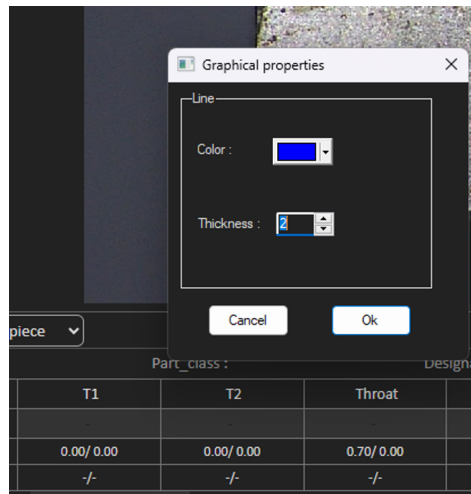 Graphical properties
Line
Color :
Thickness : 2
Cancel Ok
piece
Part_class :
T1 T2 Throat
- - -
0.00/ 0.00 0.00/ 0.00 0.70/ 0.00
-/- -/- -/-